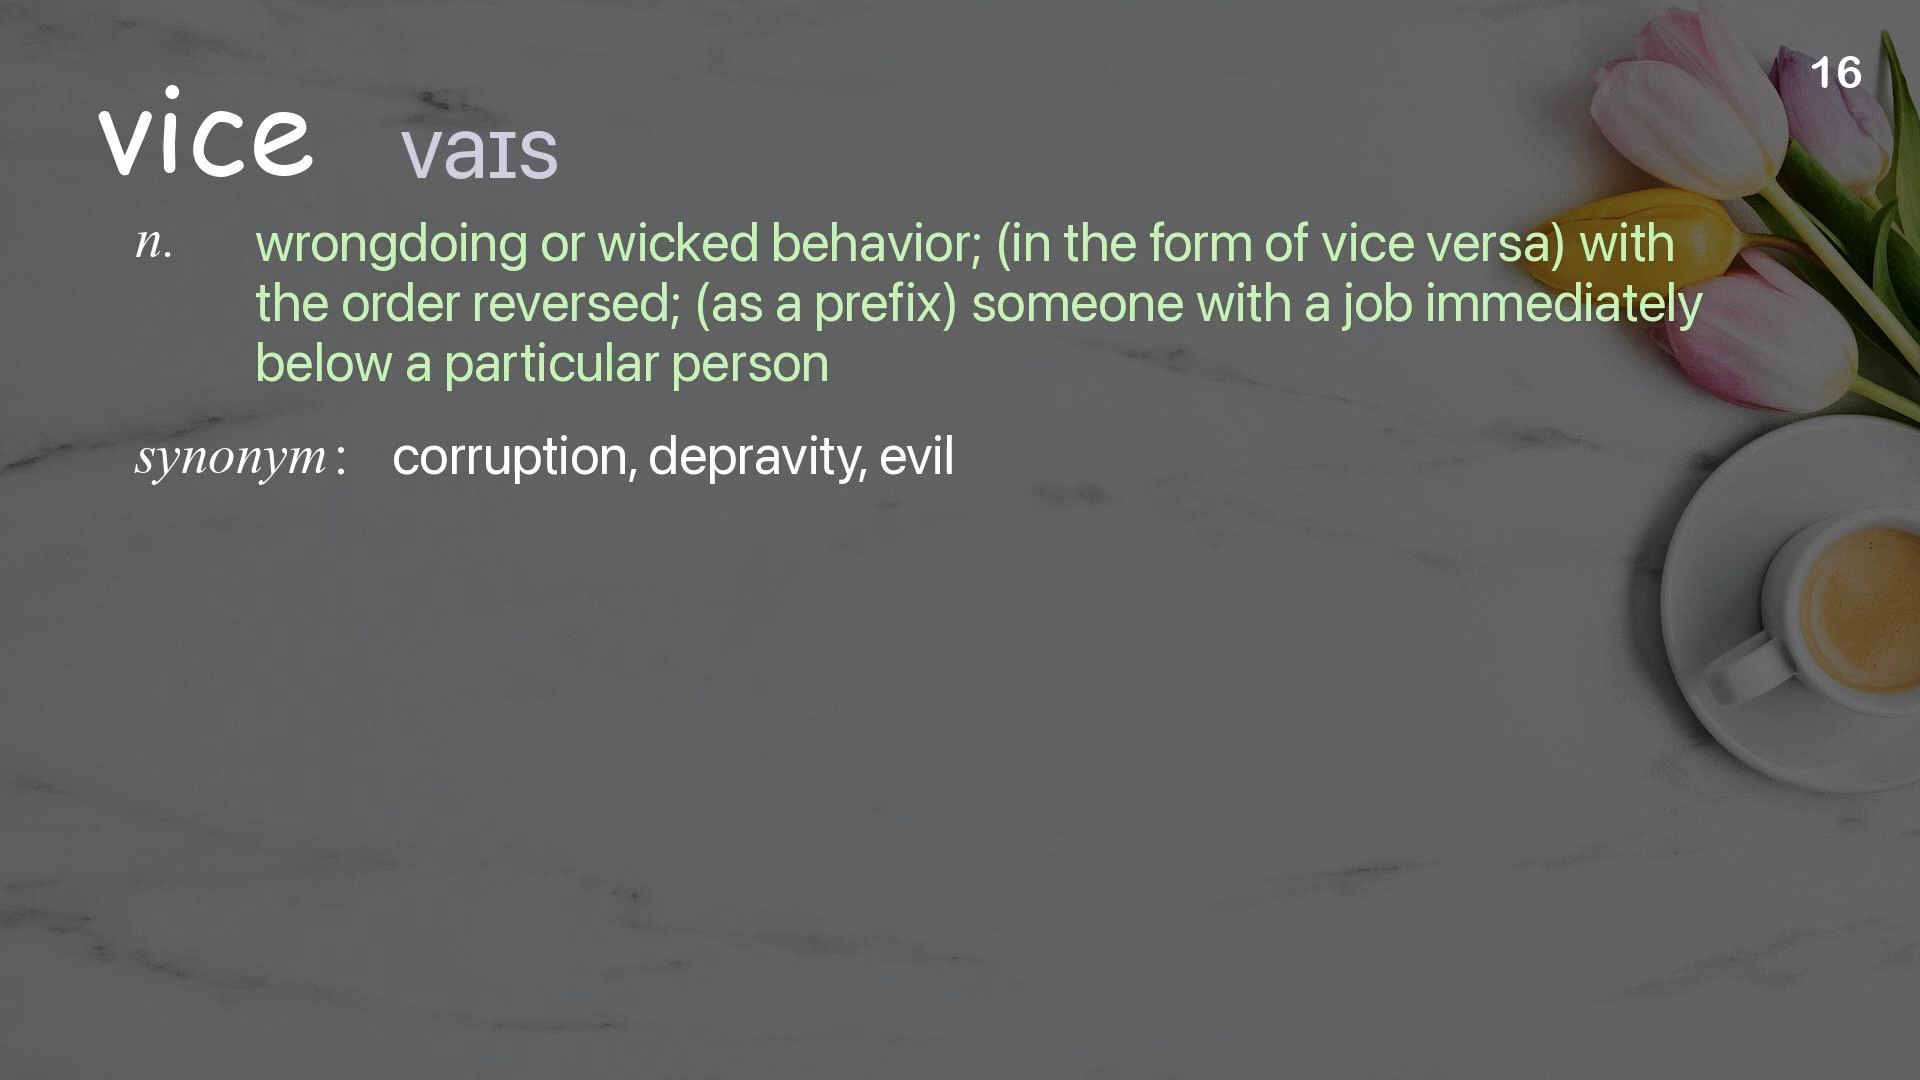 16
vice vaɪs
n. wrongdoing or wicked behavior; (in the form of vice versa) with
the order reversed; (as a prefix) someone with a job immediately
below a particular person
synonym: corruption, depravity, evil